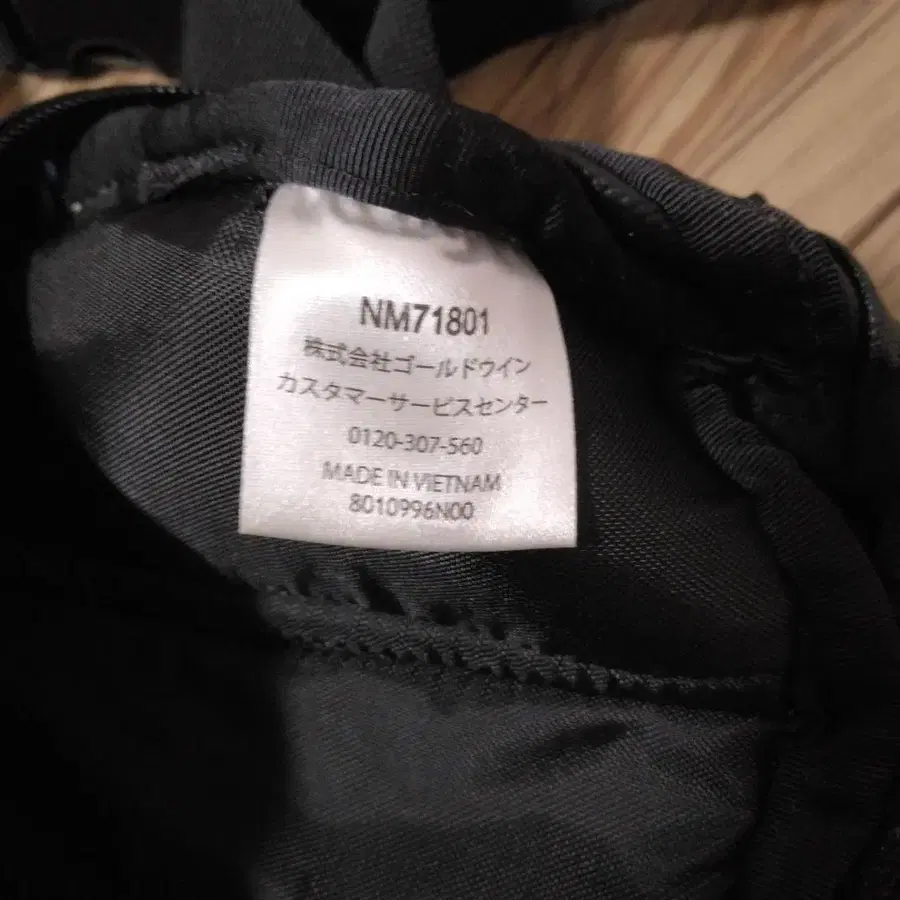 NM71801
株式会社ゴールドウイン
カスタマーサービスセンター
0120-307-560
MADE IN VIETNAM
8010996N00